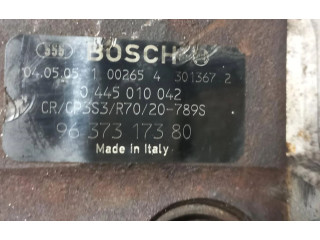 BOSCH
04.05.05 1 00265 4 301367 2
0 445 010 042
CR/CP3S3/R70/20-789S
96 373 173 80
Made in Italy